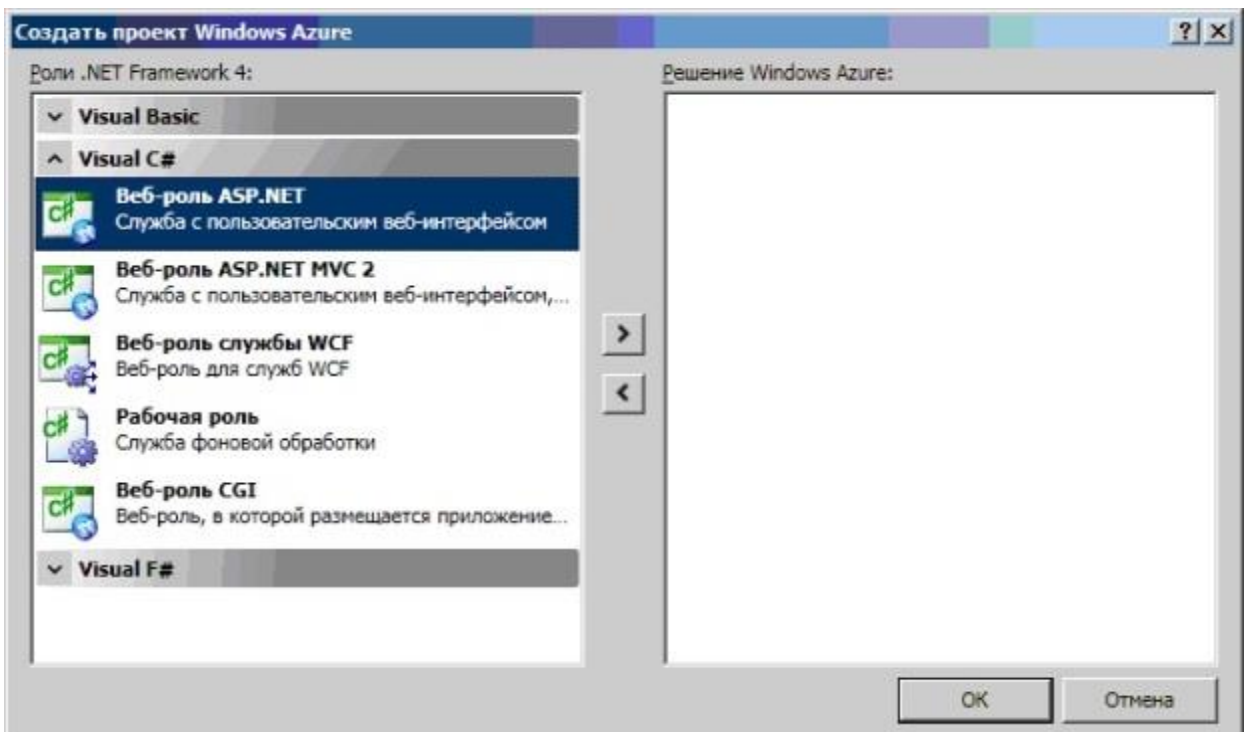 Создать проект Windows Azure
Роли .NET Framework 4:
Решение Windows Azure:
Visual Basic
Visual C#
Веб-роль ASP.NET
Служба с пользовательским веб-интерфейсом
Веб-роль ASP.NET MVC 2
Служба с пользовательским веб-интерфейсом,...
Веб-роль службы WCF
Веб-роль для служб WCF
Рабочая роль
Служба фоновой обработки
Веб-роль CGI
Веб-роль, в которой размещается приложение...
Visual F#
OK
Отмена